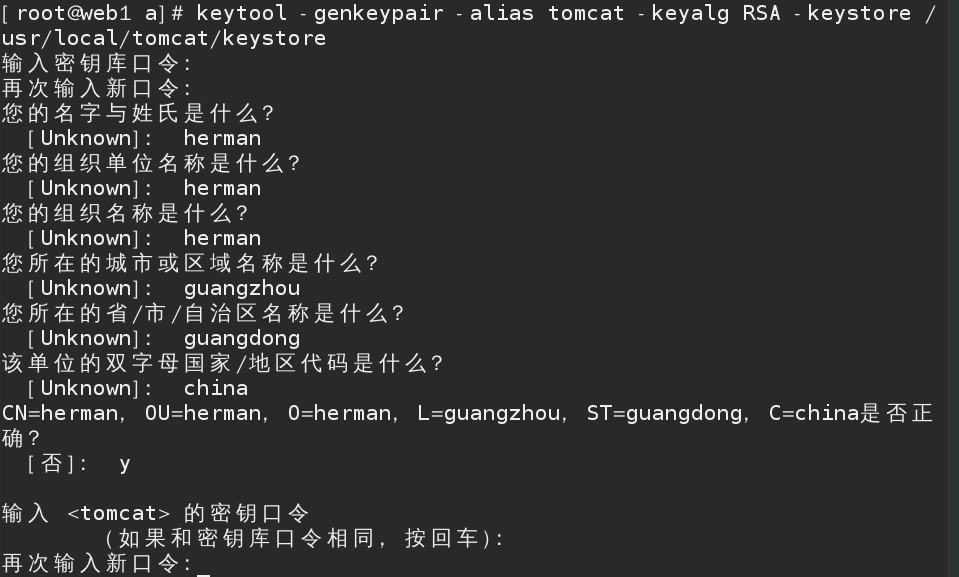 [root@web1 a]# keytool -genkeypair -alias tomcat -keyalg RSA -keystore /
usr/local/tomcat/keystore
输入密钥库口令:
再次输入新口令:
您的名字与姓氏是什么?
[Unknown]: herman
您的组织单位名称是什么?
[Unknown]: herman
您的组织名称是什么?
[Unknown]: herman
您所在的城市或区域名称是什么?
[Unknown]: guangzhou
您所在的省/市/自治区名称是什么?
[Unknown]: guangdong
该单位的双字母国家/地区代码是什么?
[Unknown]: china
CN=herman, OU=herman, O=herman, L=guangzhou, ST=guangdong, C=china是否正
确?
[否]: y
输入 <tomcat> 的密钥口令
(如果和密钥库口令相同, 按回车):
再次输入新口令: